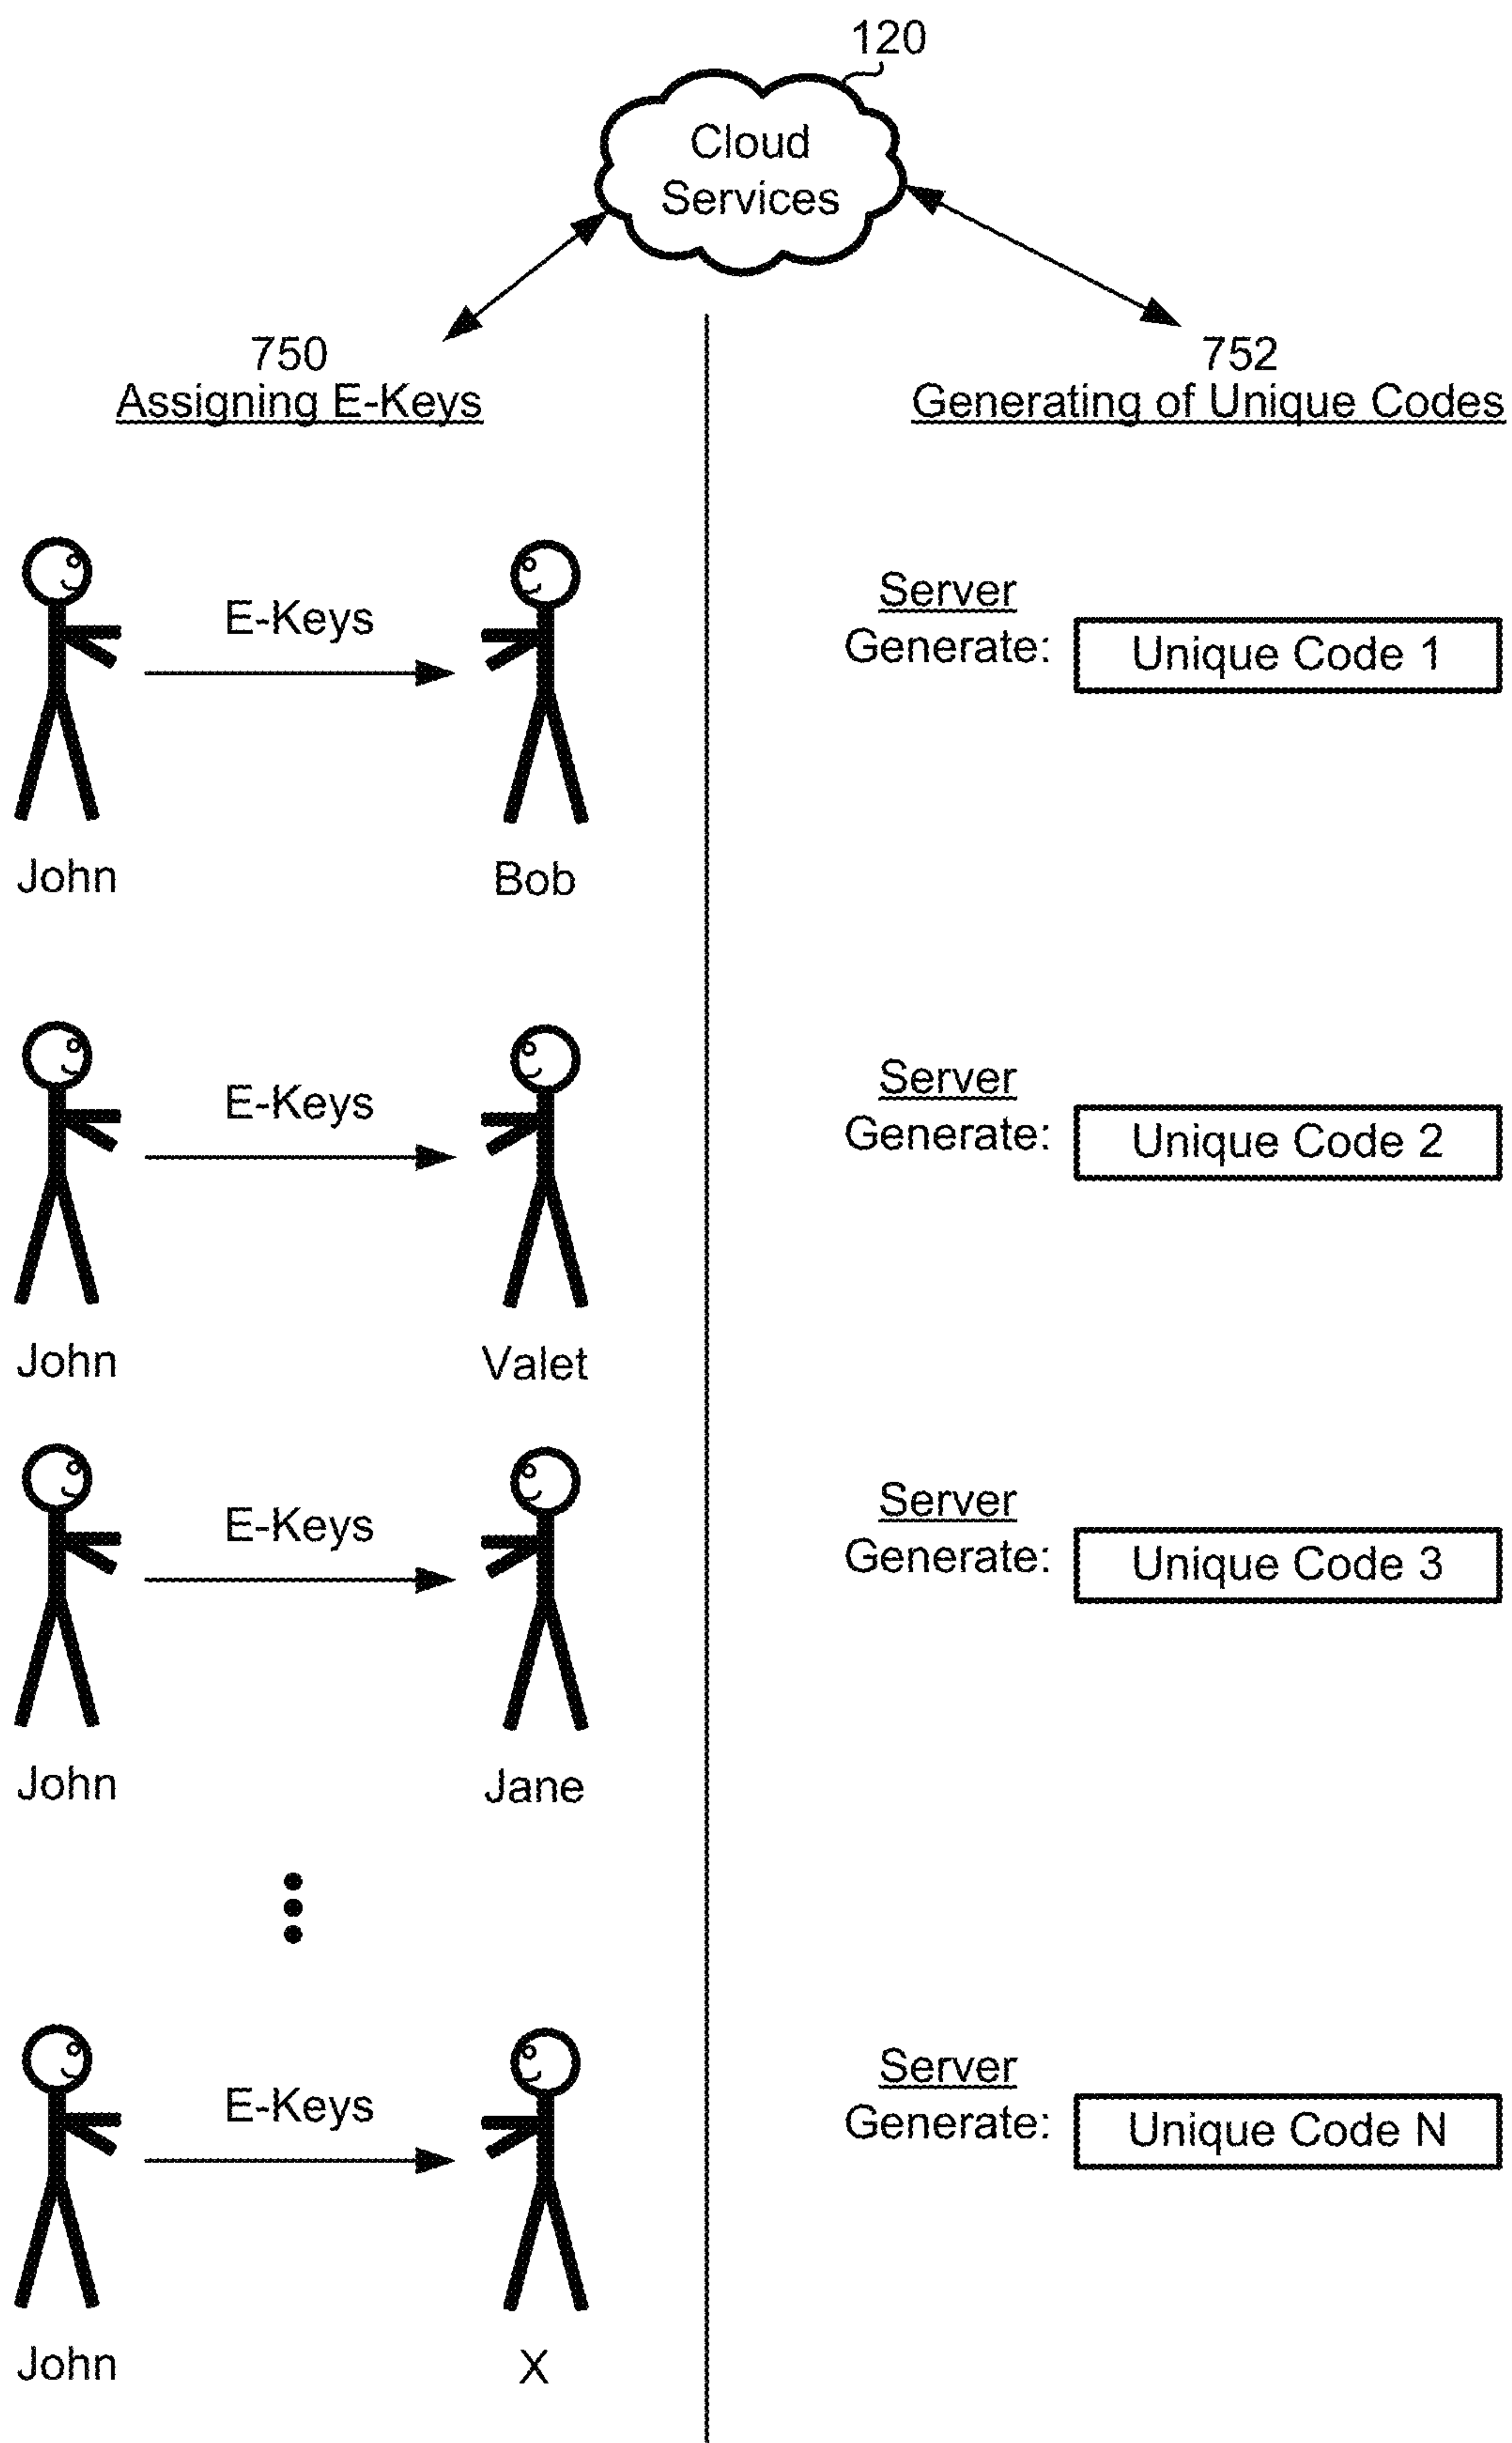 120
Cloud
Services
750
Assigning E-Keys
752
Generating of Unique Codes
E-Keys
John
Bob
Server
Generate:
Unique Code 1
E-Keys
John
Valet
Server
Generate:
Unique Code 2
E-Keys
John
Jane
Server
Generate:
Unique Code 3
E-Keys
John
X
Server
Generate:
Unique Code N